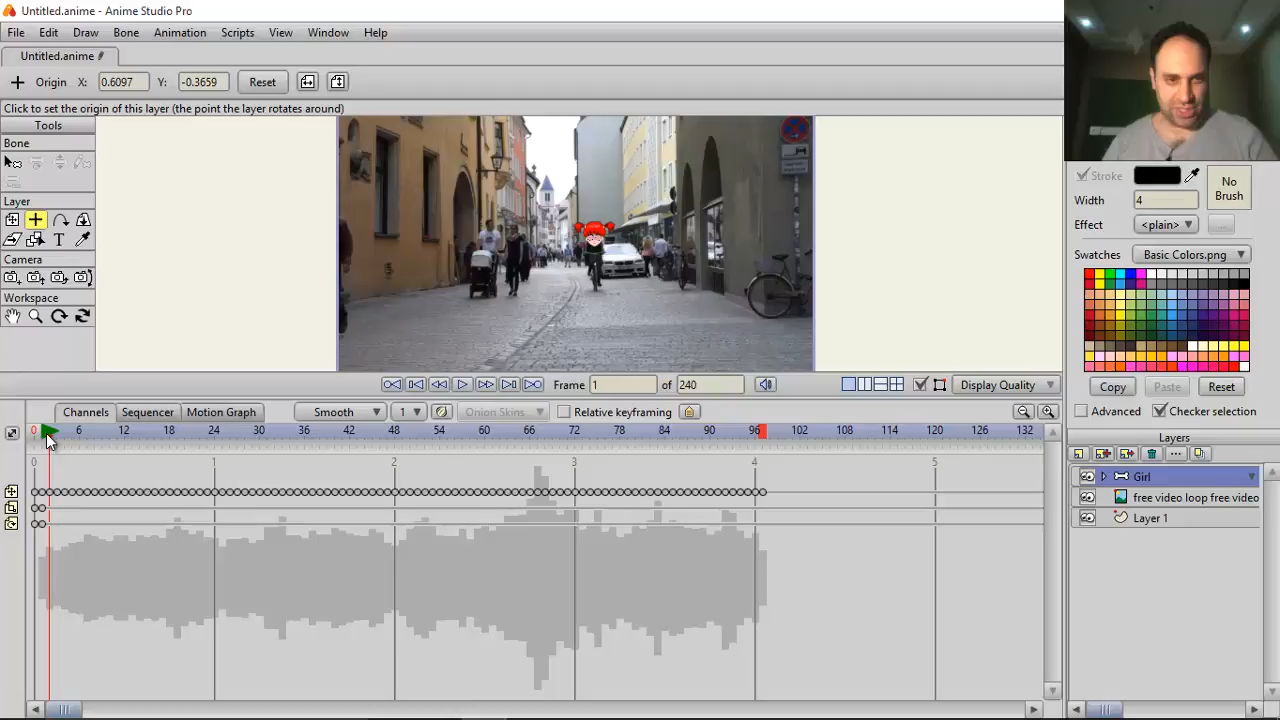 Untitled.anime - Anime Studio Pro
File Edit Draw Bone Animation Scripts View Window Help
Untitled.anime
Origin X: 0.6097 Y: -0.3659 Reset
Click to set the origin of this layer (the point the layer rotates around)
Tools
Bone
Layer
Camera
Workspace
Stroke
No Brush
Width 4
Effect <plain> ...
Swatches Basic Colors.png
Copy Paste Reset
Advanced Checker selection
Frame 1 of 240 Display Quality
Channels Sequencer Motion Graph Smooth 1 Onion Skins Relative keyframing
0 6 12 18 24 30 36 42 48 54 60 66 72 78 84 90 96 102 108 114 120 126 132
0 1 2 3 4 5
Layers
Girl
free video loop free video
Layer 1